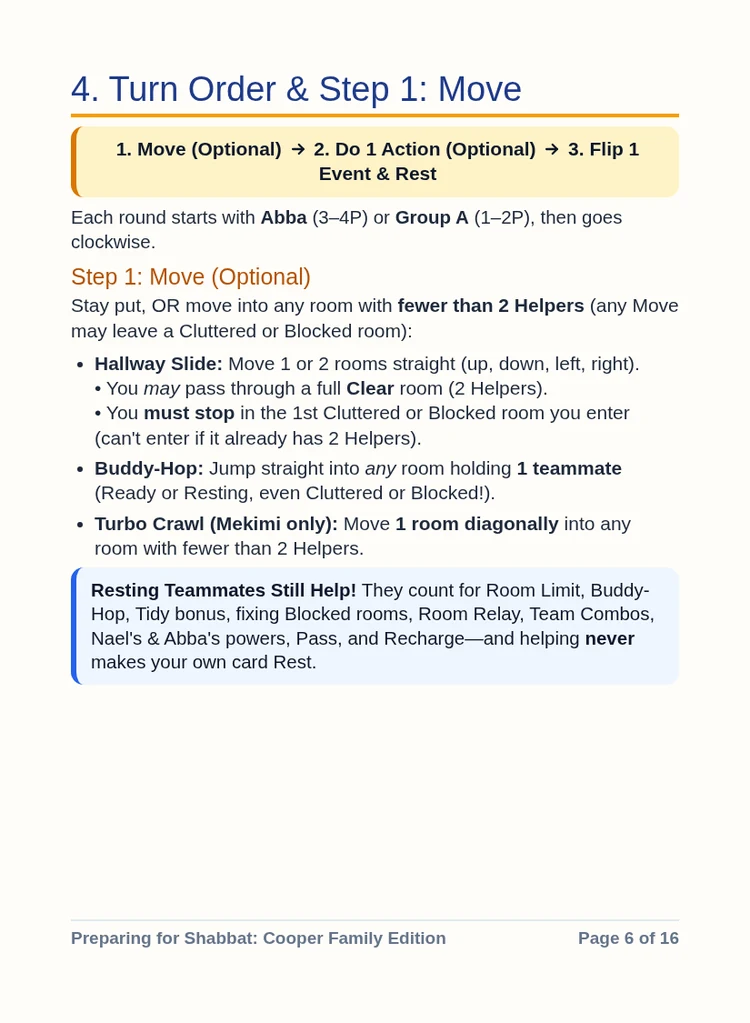 4. Turn Order & Step 1: Move
1. Move (Optional) → 2. Do 1 Action (Optional) → 3. Flip 1
Event & Rest
Each round starts with Abba (3–4P) or Group A (1–2P), then goes
clockwise.
Step 1: Move (Optional)
Stay put, OR move into any room with fewer than 2 Helpers (any Move
may leave a Cluttered or Blocked room):
• Hallway Slide: Move 1 or 2 rooms straight (up, down, left, right).
• You may pass through a full Clear room (2 Helpers).
• You must stop in the 1st Cluttered or Blocked room you enter
(can't enter if it already has 2 Helpers).
• Buddy-Hop: Jump straight into any room holding 1 teammate
(Ready or Resting, even Cluttered or Blocked!).
• Turbo Crawl (Mekimi only): Move 1 room diagonally into any
room with fewer than 2 Helpers.
Resting Teammates Still Help! They count for Room Limit, Buddy-
Hop, Tidy bonus, fixing Blocked rooms, Room Relay, Team Combos,
Nael's & Abba's powers, Pass, and Recharge—and helping never
makes your own card Rest.
Preparing for Shabbat: Cooper Family Edition
Page 6 of 16